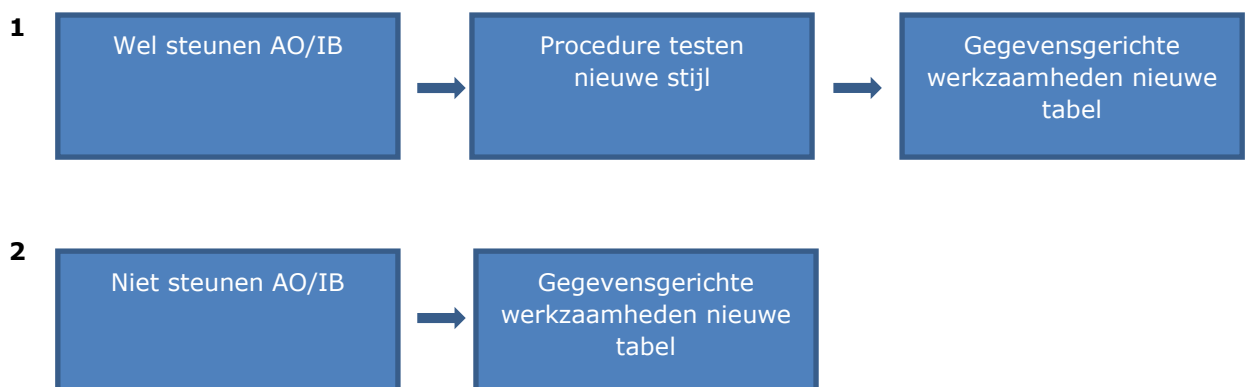 1
Wel steunen AO/IB
Procedure testen
nieuwe stijl
Gegevensgerichte
werkzaamheden nieuwe
tabel
2
Niet steunen AO/IB
Gegevensgerichte
werkzaamheden nieuwe
tabel